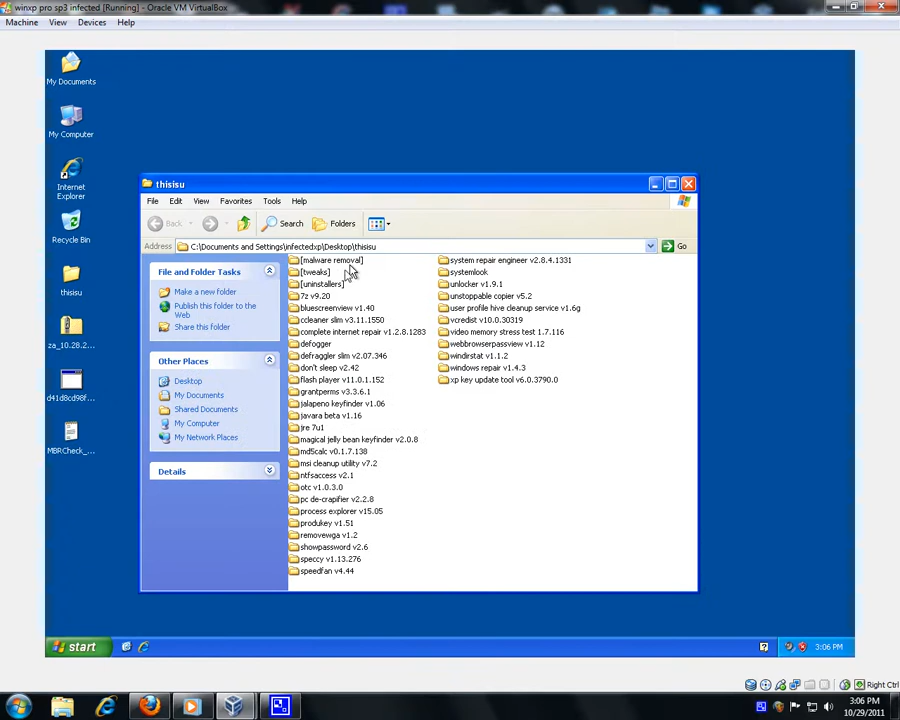 winxp pro sp3 infected [Running] - Oracle VM VirtualBox
Machine View Devices Help
My Documents
My Computer
Internet
Explorer
Recycle Bin
thisisu
za_10.28.2...
d41d8cd98f...
MBRCheck_...
thisisu
File Edit View Favorites Tools Help
Back Search Folders
Address C:\Documents and Settings\infectedxp\Desktop\thisisu Go
File and Folder Tasks
Make a new folder
Publish this folder to the
Web
Share this folder
Other Places
Desktop
My Documents
Shared Documents
My Computer
My Network Places
Details
[malware removal]
[tweaks]
[uninstallers]
7z v9.20
bluescreenview v1.40
ccleaner slim v3.11.1550
complete internet repair v1.2.8.1283
defogger
defraggler slim v2.07.346
don't sleep v2.42
flash player v11.0.1.152
grantperms v3.3.6.1
jalapeno keyfinder v1.06
javara beta v1.16
jre 7u1
magical jelly bean keyfinder v2.0.8
md5calc v0.1.7.138
msi cleanup utility v7.2
ntfsaccess v2.1
otc v1.0.3.0
pc de-crapifier v2.2.8
process explorer v15.05
produkey v1.51
removewga v1.2
showpassword v2.6
speccy v1.13.276
speedfan v4.44
system repair engineer v2.8.4.1331
systemlook
unlocker v1.9.1
unstoppable copier v5.2
user profile hive cleanup service v1.6g
vcredist v10.0.30319
video memory stress test 1.7.116
webbrowserpassview v1.12
windirstat v1.1.2
windows repair v1.4.3
xp key update tool v6.0.3790.0
start
3:06 PM
Right Ctrl
3:06 PM
10/29/2011